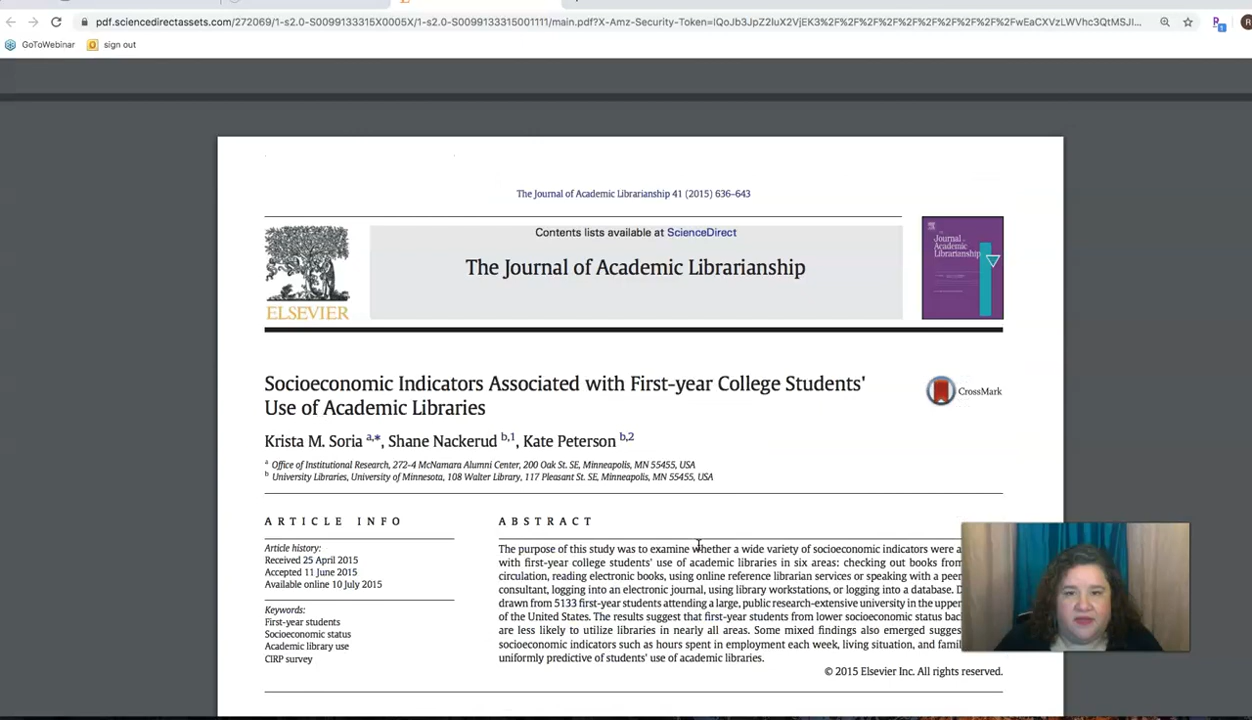 pdf.sciencedirectassets.com/272069/1-s2.0-S0099133315X0005X/1-s2.0-S0099133315001111/main.pdf?X-Amz-Security-Token=IQoJb3JpZ2luX2VjEK3%2F%2F%2F%2F%2F%2F%2F%2F%2F%2FwEaCXVzLWVhc3QtMSJI...
GoToWebinar sign out
The Journal of Academic Librarianship 41 (2015) 636–643
Contents lists available at ScienceDirect
The Journal of Academic Librarianship
Journal of Academic Librarianship
ELSEVIER
Socioeconomic Indicators Associated with First-year College Students'
Use of Academic Libraries
CrossMark
Krista M. Soria a,*, Shane Nackerud b,1, Kate Peterson b,2
a Office of Institutional Research, 272-4 McNamara Alumni Center, 200 Oak St. SE, Minneapolis, MN 55455, USA
b University Libraries, University of Minnesota, 108 Walter Library, 117 Pleasant St. SE, Minneapolis, MN 55455, USA
ARTICLE INFO
Article history:
Received 25 April 2015
Accepted 11 June 2015
Available online 10 July 2015
Keywords:
First-year students
Socioeconomic status
Academic library use
CIRP survey
ABSTRACT
The purpose of this study was to examine whether a wide variety of socioeconomic indicators were a
with first-year college students' use of academic libraries in six areas: checking out books from
circulation, reading electronic books, using online reference librarian services or speaking with a peer
consultant, logging into an electronic journal, using library workstations, or logging into a database. D
drawn from 5133 first-year students attending a large, public research-extensive university in the upper
of the United States. The results suggest that first-year students from lower socioeconomic status bac
are less likely to utilize libraries in nearly all areas. Some mixed findings also emerged sugges
socioeconomic indicators such as hours spent in employment each week, living situation, and famil
uniformly predictive of students' use of academic libraries.
© 2015 Elsevier Inc. All rights reserved.